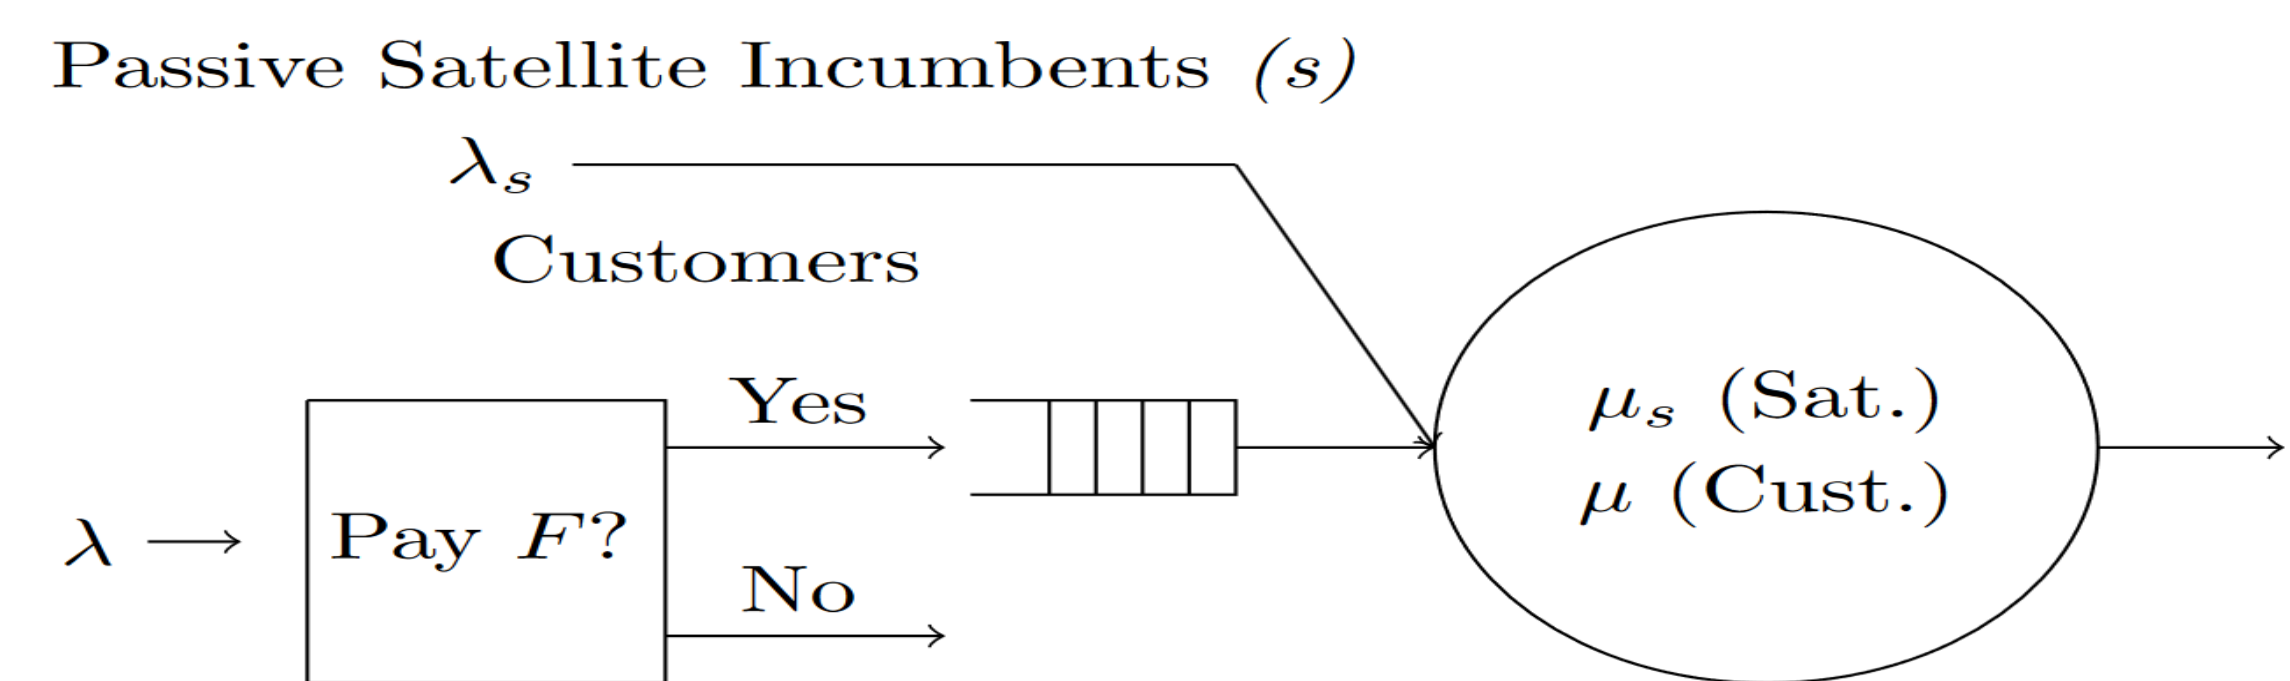 Passive Satellite Incumbents (s)
λₛ
Customers
Yes
μₛ (Sat.)
μ (Cust.)
λ
Pay F?
No